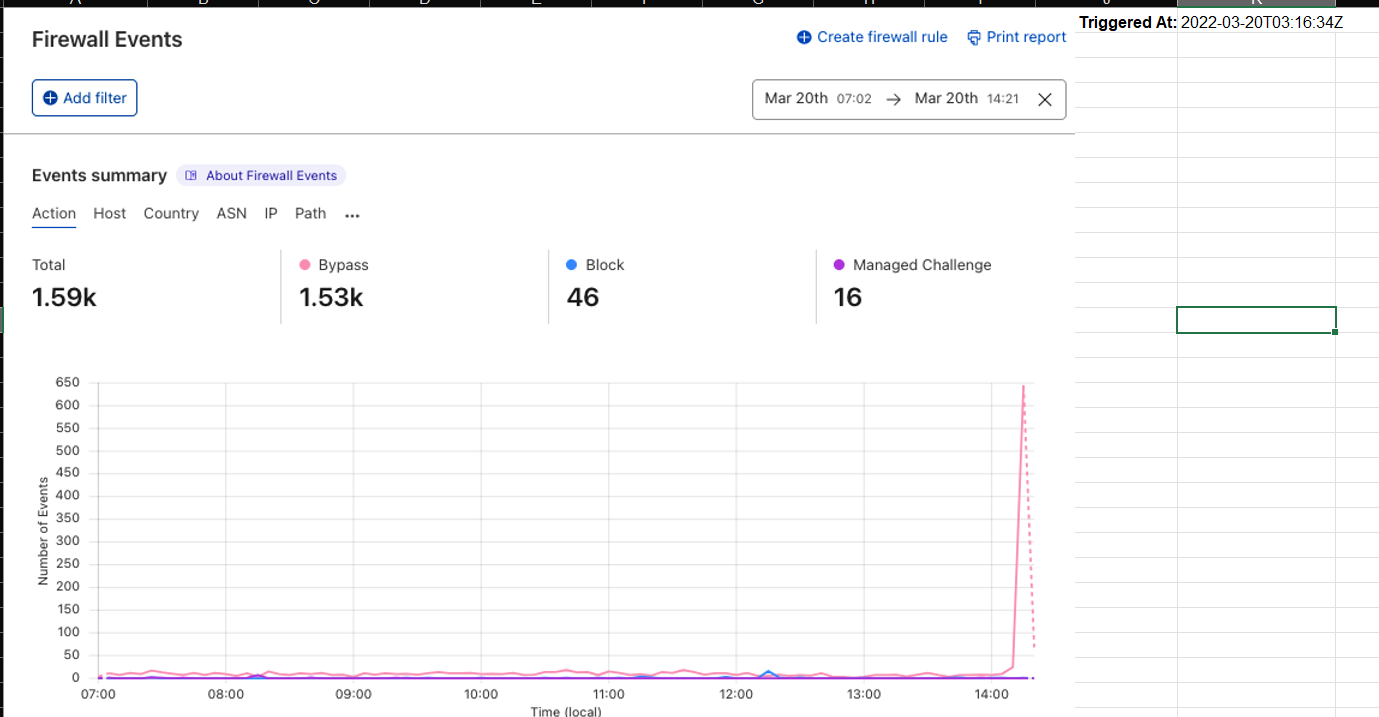 Triggered At: 2022-03-20T03:16:34Z
Firewall Events
Create firewall rule
Print report
Add filter
Mar 20th 07:02 → Mar 20th 14:21
Events summary
About Firewall Events
Action Host Country ASN IP Path ...
Total
1.59k
Bypass
1.53k
Block
46
Managed Challenge
16
Number of Events
650
600
550
500
450
400
350
300
250
200
150
100
50
0
07:00 08:00 09:00 10:00 11:00 12:00 13:00 14:00
Time (local)